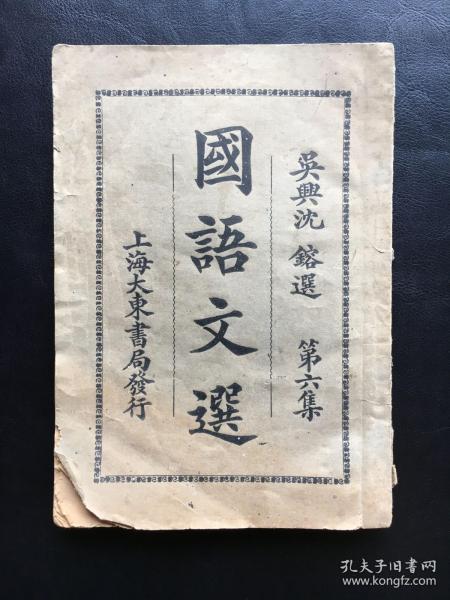 吳興沈鎔選 第六集
國語文選
上海大東書局發行
孔夫子旧书网
www.kongfz.com